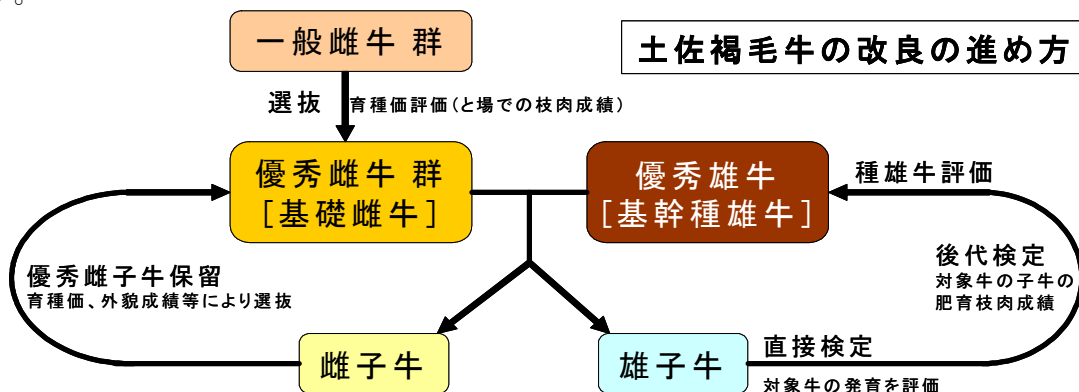 。
一般雌牛 群
土佐褐毛牛の改良の進め方
選抜 育種価評価(と場での枝肉成績)
優秀雌牛 群
[基礎雌牛]
優秀雄牛
[基幹種雄牛]
種雄牛評価
優秀雌子牛保留
育種価、外貌成績等により選抜
後代検定
対象牛の子牛の
肥育枝肉成績
雌子牛
雄子牛
直接検定
対象牛の発育を評価